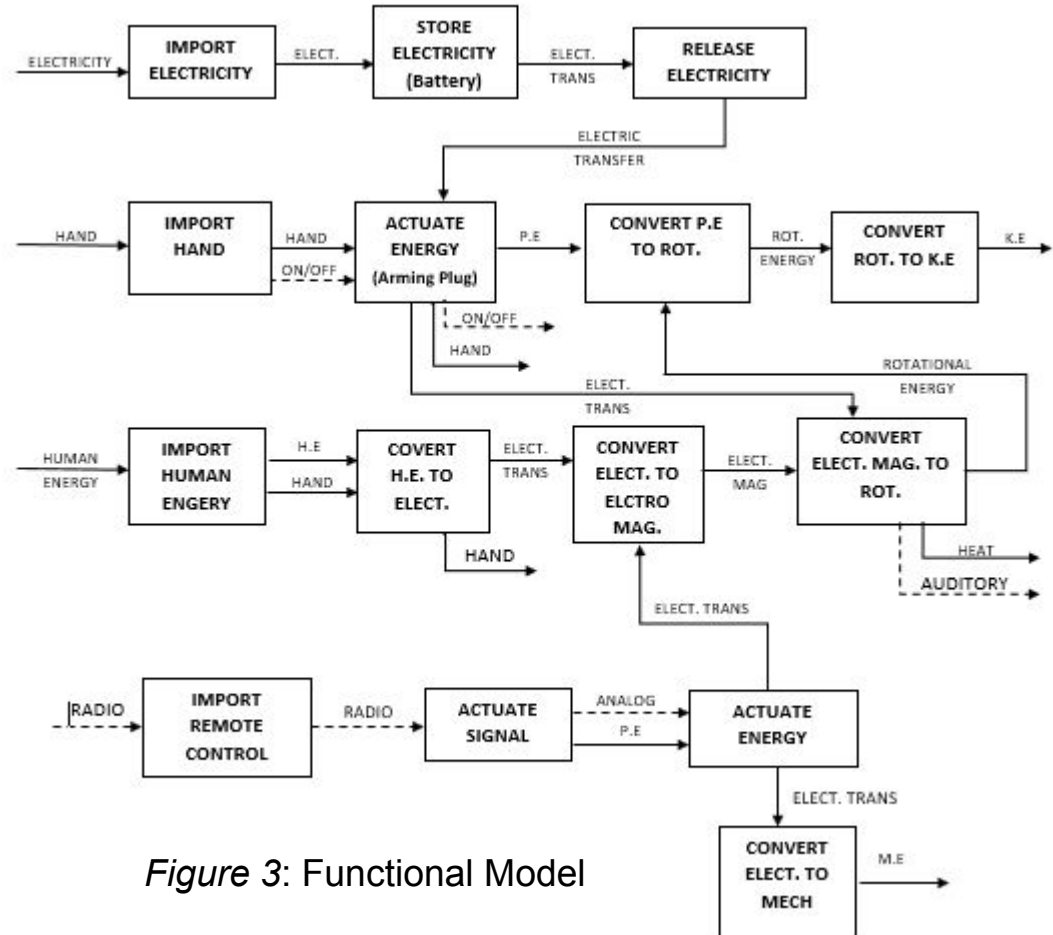 ELECTRICITY
IMPORT
ELECTRICITY
ELECT.
STORE
ELECTRICITY
(Battery)
ELECT.
TRANS
RELEASE
ELECTRICITY
ELECTRIC
TRANSFER
HAND
IMPORT
HAND
HAND
ON/OFF
ACTUATE
ENERGY
(Arming Plug)
P.E
CONVERT P.E
TO ROT.
ROT.
ENERGY
CONVERT
ROT. TO K.E
K.E
ON/OFF
HAND
ELECT.
TRANS
ROTATIONAL
ENERGY
HUMAN
ENERGY
IMPORT
HUMAN
ENGERY
H.E
HAND
COVERT
H.E. TO
ELECT.
ELECT.
TRANS
CONVERT
ELECT. TO
ELCTRO
MAG.
ELECT.
MAG
CONVERT
ELECT. MAG. TO
ROT.
HAND
HEAT
AUDITORY
ELECT. TRANS
RADIO
IMPORT
REMOTE
CONTROL
RADIO
ACTUATE
SIGNAL
ANALOG
P.E
ACTUATE
ENERGY
ELECT. TRANS
CONVERT
ELECT. TO
MECH
M.E
Figure 3: Functional Model